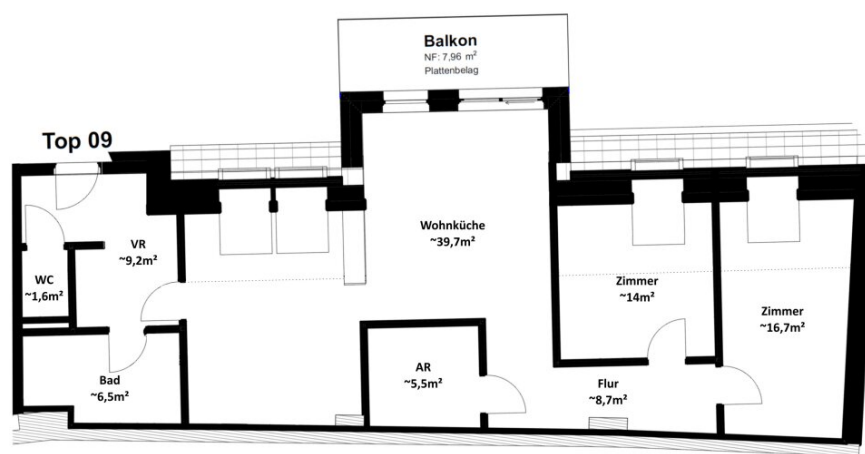 Balkon
NF: 7,96 m²
Plattenbelag
Top 09
VR
~9,2m²
WC
~1,6m²
Bad
~6,5m²
Wohnküche
~39,7m²
AR
~5,5m²
Zimmer
~14m²
Flur
~8,7m²
Zimmer
~16,7m²